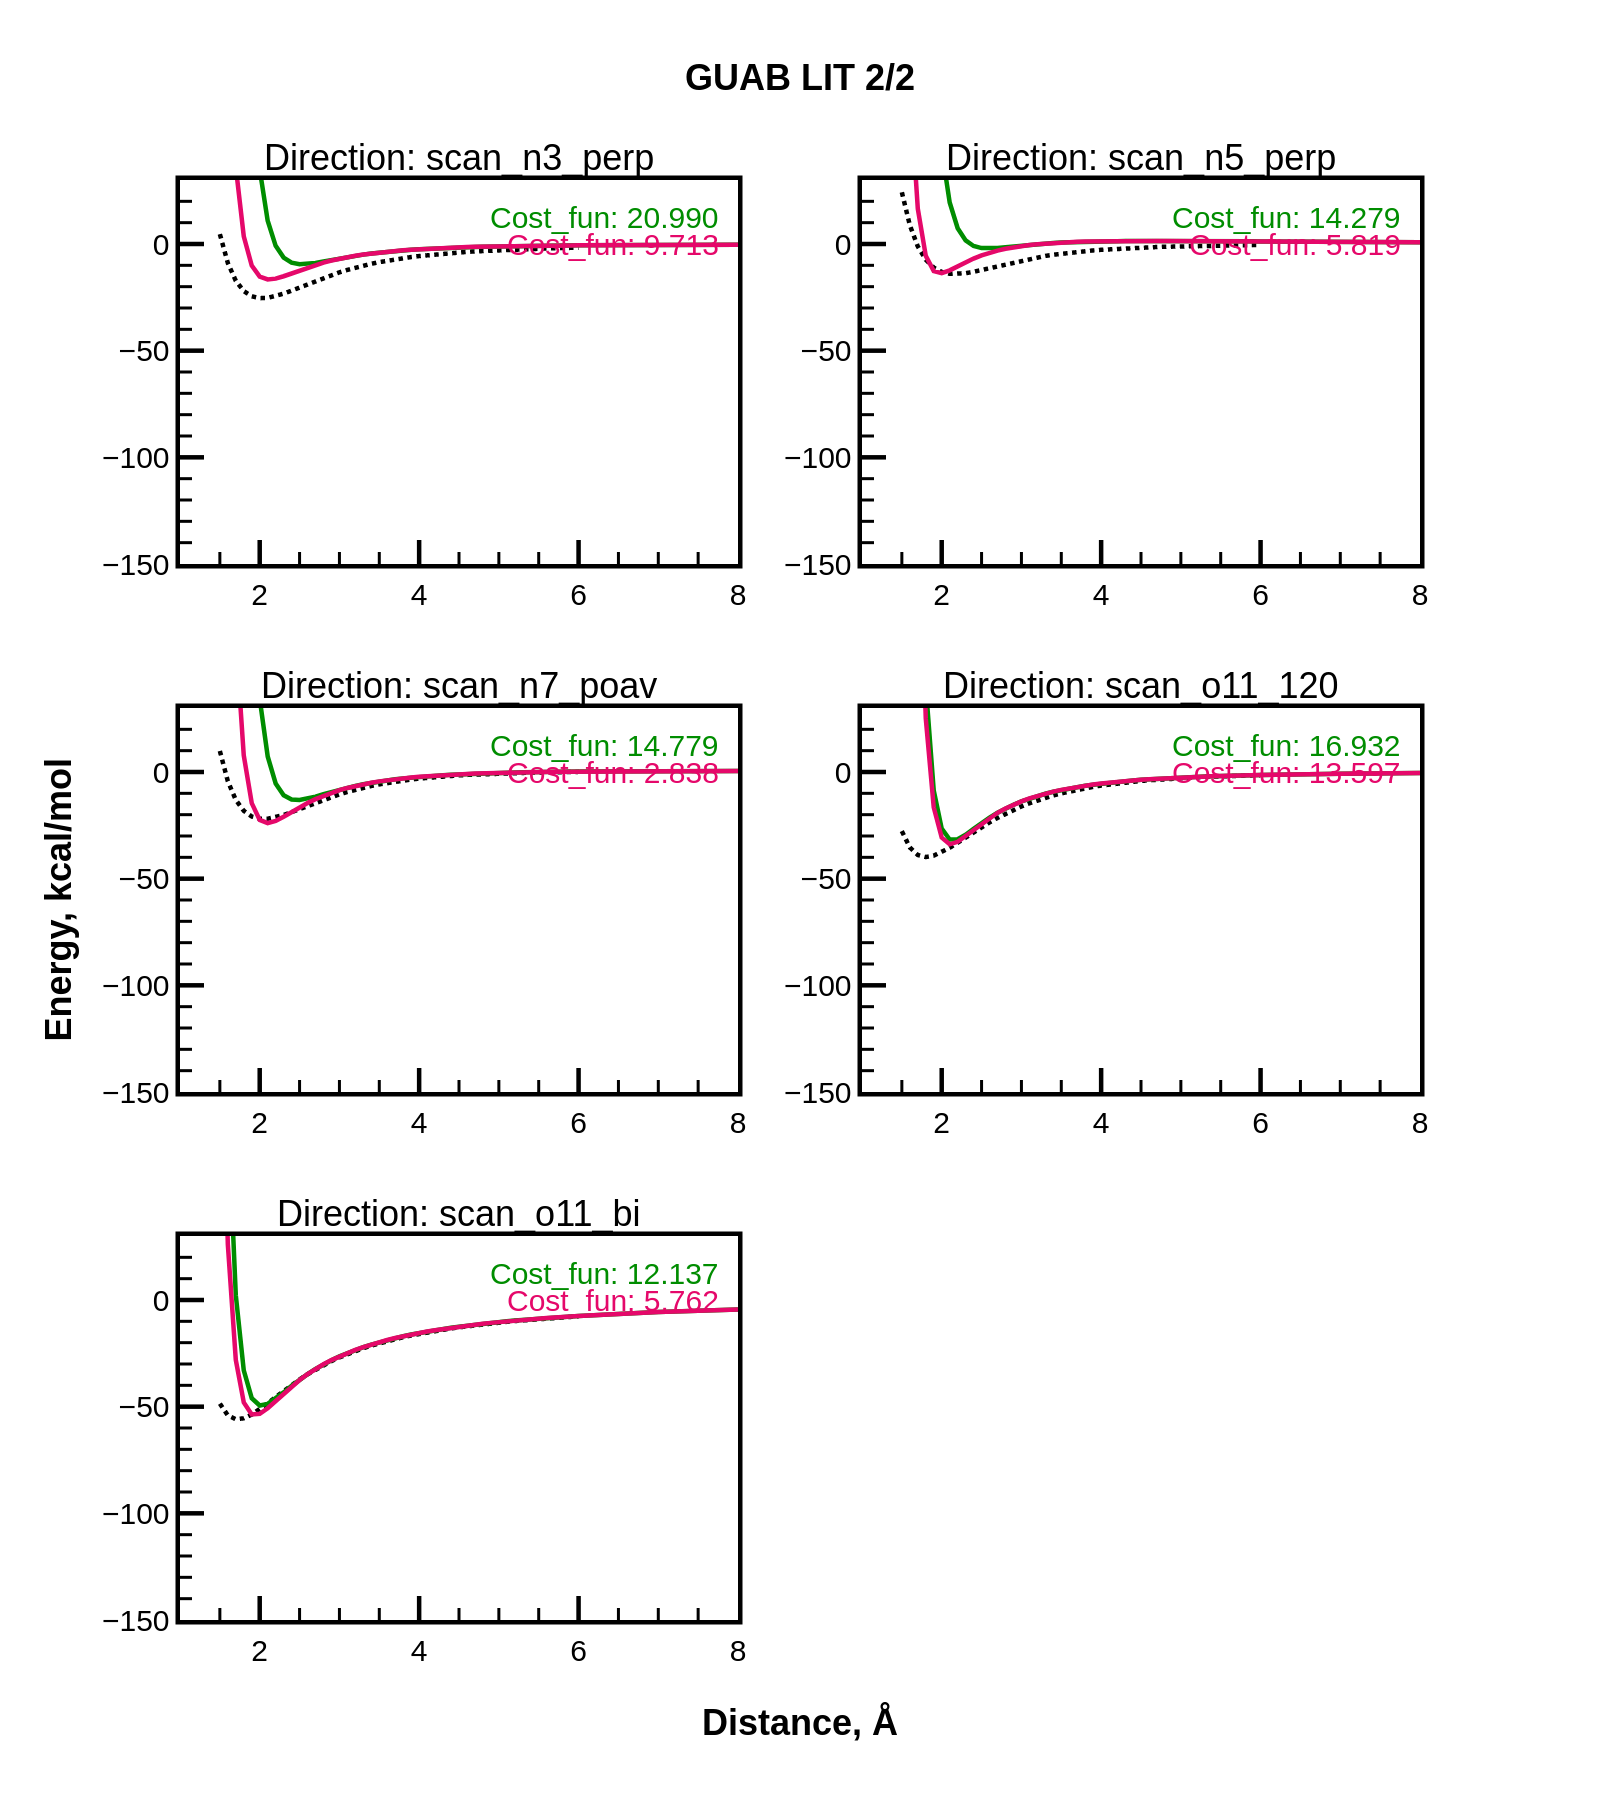 GUAB LIT 2/2
Direction: scan_n3_perp
Cost_fun: 20.990
Cost_fun: 9.713
0
−50
−100
−150
2 4 6 8
Direction: scan_n5_perp
Cost_fun: 14.279
Cost_fun: 5.819
0
−50
−100
−150
2 4 6 8
Direction: scan_n7_poav
Cost_fun: 14.779
Cost_fun: 2.838
0
−50
−100
−150
2 4 6 8
Direction: scan_o11_120
Cost_fun: 16.932
Cost_fun: 13.597
0
−50
−100
−150
2 4 6 8
Direction: scan_o11_bi
Cost_fun: 12.137
Cost_fun: 5.762
0
−50
−100
−150
2 4 6 8
Energy, kcal/mol
Distance, Å